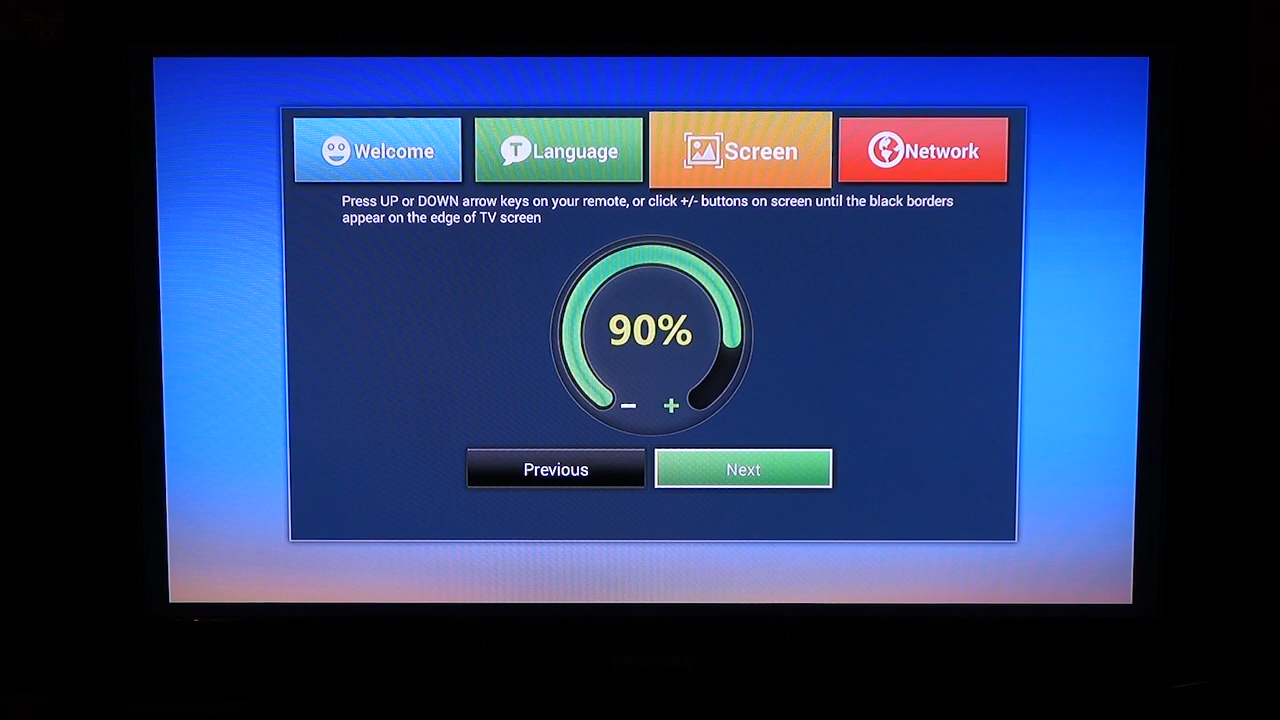 Welcome
Language
Screen
Network
Press UP or DOWN arrow keys on your remote, or click +/- buttons on screen until the black borders
appear on the edge of TV screen
90%
− +
Previous
Next